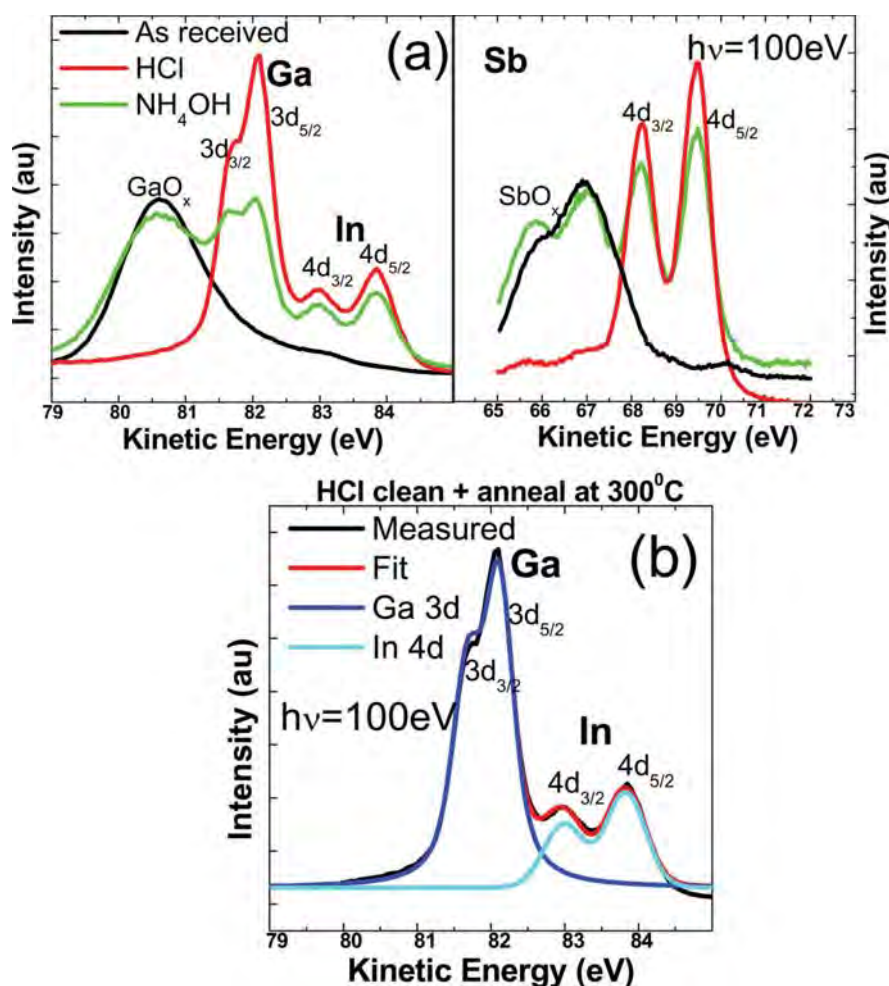 As received
HCl
NH₄OH
(a)
Ga
3d₃/₂
3d₅/₂
GaOₓ
In
4d₃/₂
4d₅/₂
Intensity (au)
79 80 81 82 83 84
Kinetic Energy (eV)
Sb
hν=100eV
4d₃/₂
4d₅/₂
SbOₓ
Intensity (au)
65 66 67 68 69 70 71 72 73
Kinetic Energy (eV)
HCl clean + anneal at 300⁰C
Measured
Fit
Ga 3d
In 4d
(b)
Ga
3d₅/₂
3d₃/₂
hν=100eV
In
4d₃/₂
4d₅/₂
Intensity (au)
79 80 81 82 83 84
Kinetic Energy (eV)